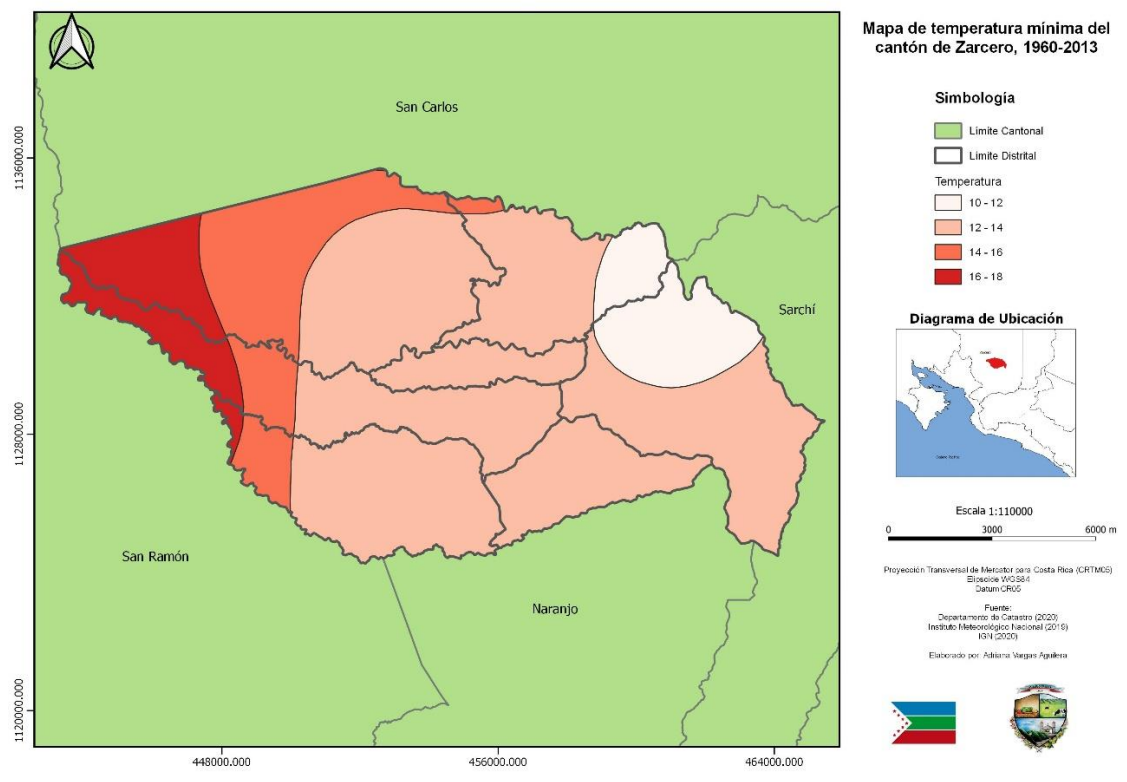 Mapa de temperatura mínima del
cantón de Zarcero, 1960-2013
Simbología
Limite Cantonal
Limite Distrital
Temperatura
10 - 12
12 - 14
14 - 16
16 - 18
Diagrama de Ubicación
Escala 1:110000
0 3000 6000 m
Proyección Transversal de Mercator para Costa Rica (CRTM05)
Elipsoide WGS84
Datum CR05
Fuente:
Departamento de Catastro (2020)
Instituto Meteorológico Nacional (2019)
IGN (2020)
Elaborado por: Adriana Vargas Aguilera
San Carlos
Sarchí
San Ramón
Naranjo
1136000.000
1128000.000
1120000.000
448000.000
456000.000
464000.000